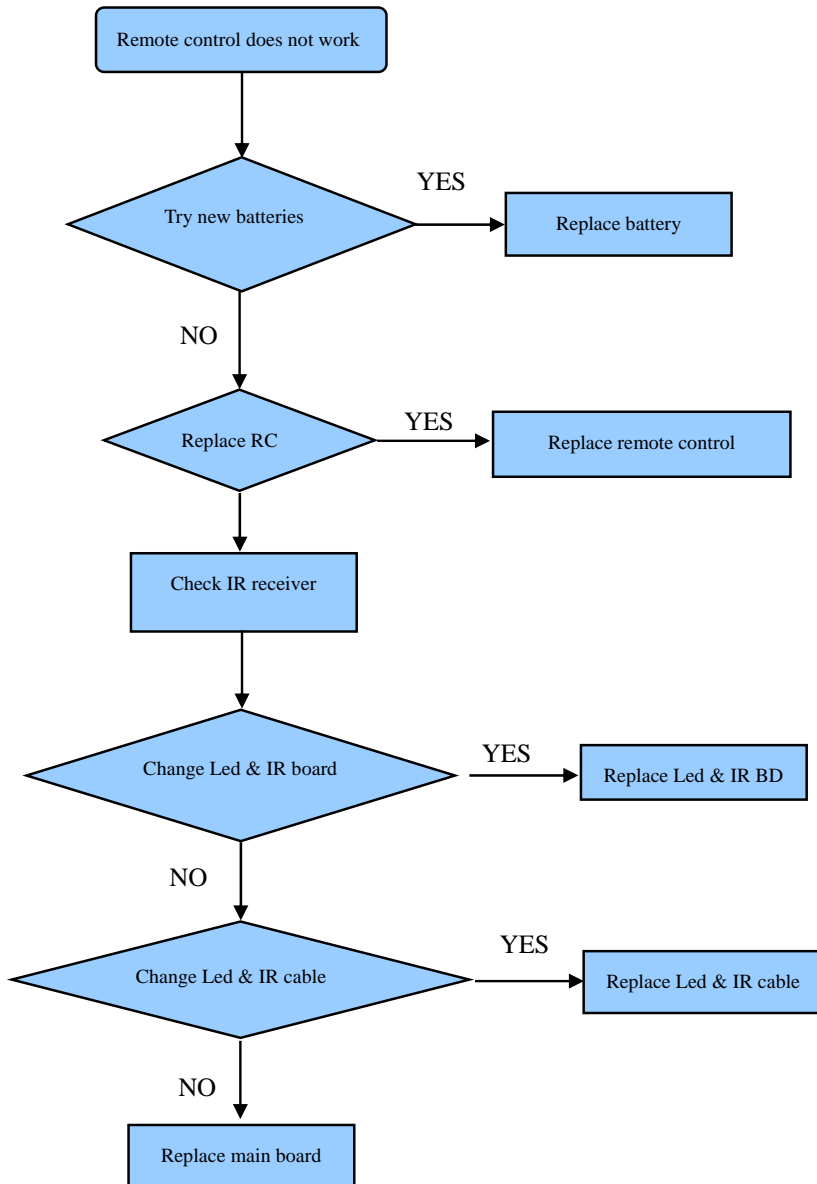 Remote control does not work
YES
Try new batteries
Replace battery
NO
YES
Replace RC
Replace remote control
Check IR receiver
YES
Change Led & IR board
Replace Led & IR BD
NO
YES
Change Led & IR cable
Replace Led & IR cable
NO
Replace main board